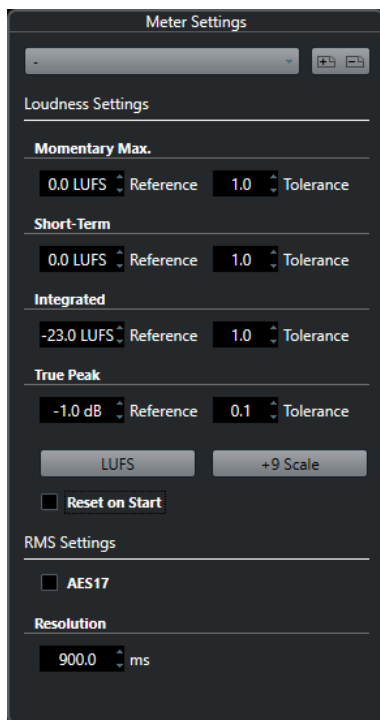 Meter Settings
-
Loudness Settings
Momentary Max.
0.0 LUFS Reference 1.0 Tolerance
Short-Term
0.0 LUFS Reference 1.0 Tolerance
Integrated
-23.0 LUFS Reference 1.0 Tolerance
True Peak
-1.0 dB Reference 0.1 Tolerance
LUFS +9 Scale
Reset on Start
RMS Settings
AES17
Resolution
900.0 ms